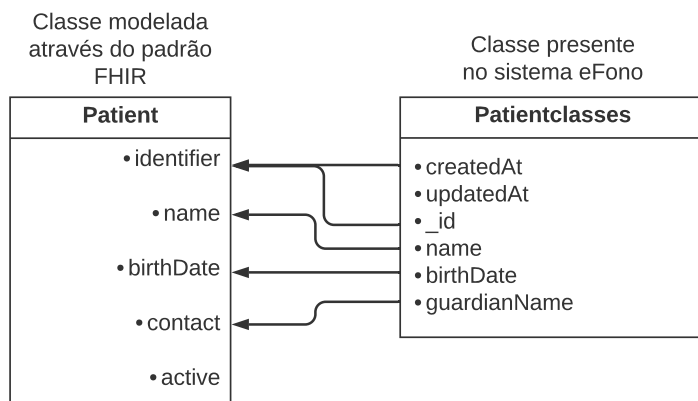 Classe modelada
através do padrão
FHIR
Patient
• identifier
• name
• birthDate
• contact
• active
Classe presente
no sistema eFono
Patientclasses
• createdAt
• updatedAt
• _id
• name
• birthDate
• guardianName